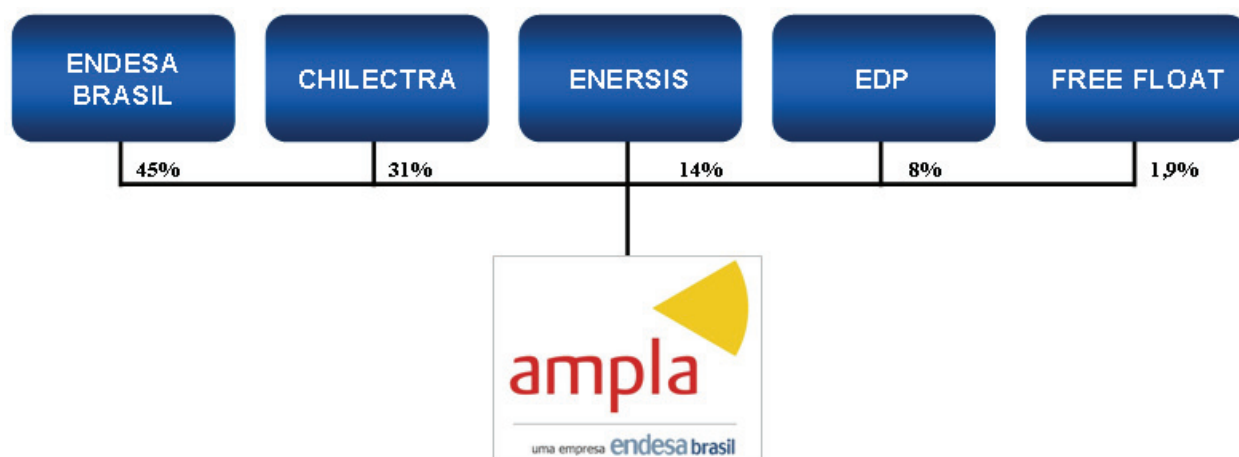 ENDESA
BRASIL
CHILECTRA
ENERSIS
EDP
FREE FLOAT
45%
31%
14%
8%
1,9%
ampla
uma empresa endesa brasil